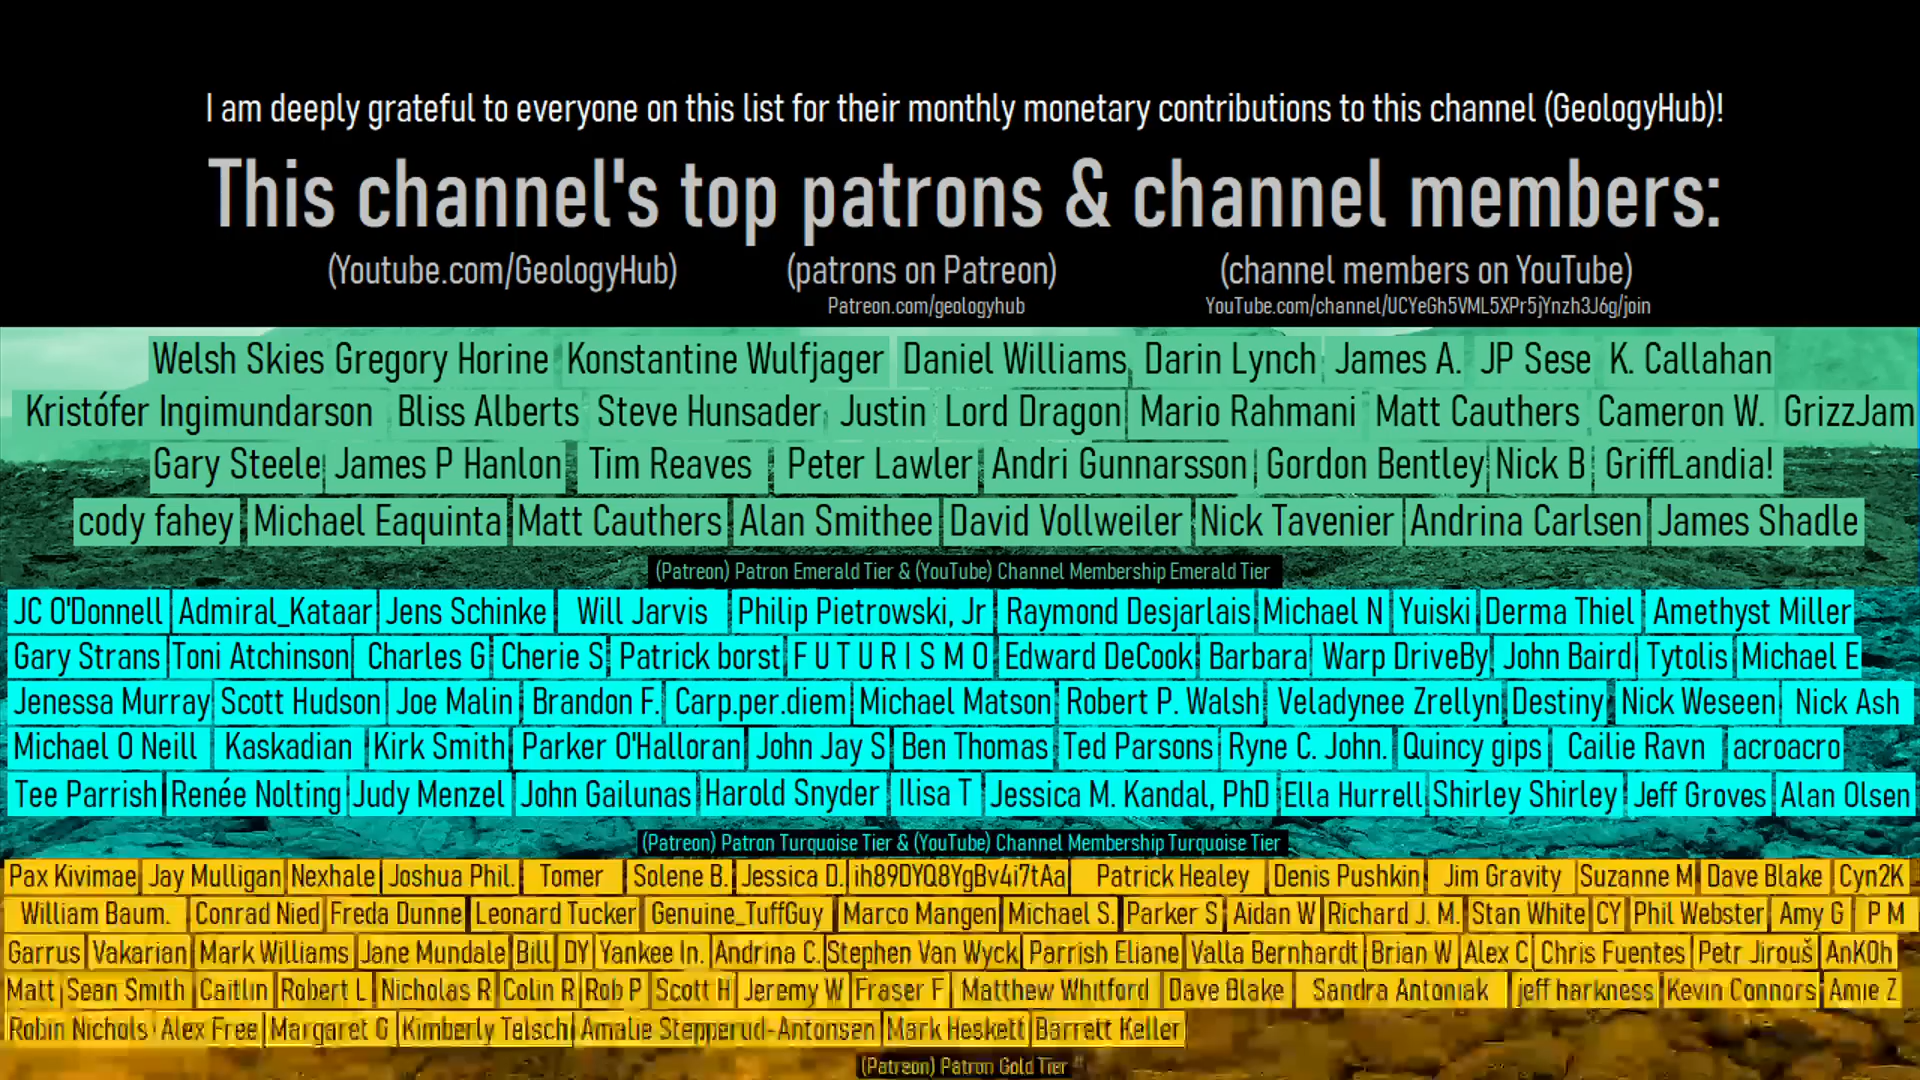 I am deeply grateful to everyone on this list for their monthly monetary contributions to this channel (GeologyHub)!
This channel's top patrons & channel members:
(Youtube.com/GeologyHub) (patrons on Patreon) (channel members on YouTube)
Patreon.com/geologyhub YouTube.com/channel/UCYeGh5VML5XPr5jYnzh3J6g/join
Welsh Skies Gregory Horine Konstantine Wulfjager Daniel Williams Darin Lynch James A. JP Sese K. Callahan
Kristófer Ingimundarson Bliss Alberts Steve Hunsader Justin Lord Dragon Mario Rahmani Matt Cauthers Cameron W. GrizzJam
Gary Steele James P Hanlon Tim Reaves Peter Lawler Andri Gunnarsson Gordon Bentley Nick B GriffLandia!
cody fahey Michael Eaquinta Matt Cauthers Alan Smithee David Vollweiler Nick Tavenier Andrina Carlsen James Shadle
(Patreon) Patron Emerald Tier & (YouTube) Channel Membership Emerald Tier
JC O'Donnell Admiral_Kataar Jens Schinke Will Jarvis Philip Pietrowski, Jr Raymond Desjarlais Michael N Yuiski Derma Thiel Amethyst Miller
Gary Strans Toni Atchinson Charles G Cherie S Patrick borst F U T U R I S M O Edward DeCook Barbara Warp DriveBy John Baird Tytolis Michael E
Jenessa Murray Scott Hudson Joe Malin Brandon F. Carp.per.diem Michael Matson Robert P. Walsh Veladynee Zrellyn Destiny Nick Weseen Nick Ash
Michael O Neill Kaskadian Kirk Smith Parker O'Halloran John Jay S Ben Thomas Ted Parsons Ryne C. John. Quincy gips Cailie Ravn acroacro
Tee Parrish Renée Nolting Judy Menzel John Gailunas Harold Snyder Ilisa T Jessica M. Kandal, PhD Ella Hurrell Shirley Shirley Jeff Groves Alan Olsen
(Patreon) Patron Turquoise Tier & (YouTube) Channel Membership Turquoise Tier
Pax Kivimae Jay Mulligan Nexhale Joshua Phil. Tomer Solene B. Jessica D. ih89DYQ8YgBv4i7tAa Patrick Healey Denis Pushkin Jim Gravity Suzanne M Dave Blake Cyn2K
William Baum. Conrad Nied Freda Dunne Leonard Tucker Genuine_TuffGuy Marco Mangen Michael S. Parker S Aidan W Richard J. M. Stan White CY Phil Webster Amy G P M
Garrus Vakarian Mark Williams Jane Mundale Bill DY Yankee In. Andrina C. Stephen Van Wyck Parrish Eliane Valla Bernhardt Brian W Alex C Chris Fuentes Petr Jirouš AnK0h
Matt Sean Smith Caitlin Robert L Nicholas R Colin R Rob P Scott H Jeremy W Fraser F Matthew Whitford Dave Blake Sandra Antoniak jeff harkness Kevin Connors Amie Z
Robin Nichols Alex Free Margaret G Kimberly Telsch Amalie Stepperud-Antonsen Mark Heskett Barrett Keller
(Patreon) Patron Gold Tier